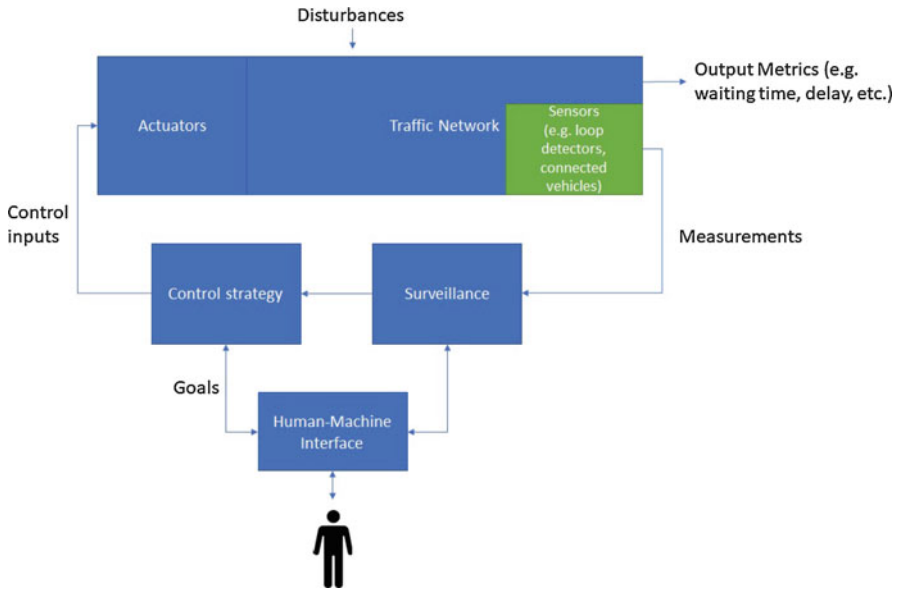 Disturbances
Output Metrics (e.g.
waiting time, delay, etc.)
Actuators
Traffic Network
Sensors
(e.g. loop
detectors,
connected
vehicles)
Control
inputs
Measurements
Control strategy
Surveillance
Goals
Human-Machine
Interface